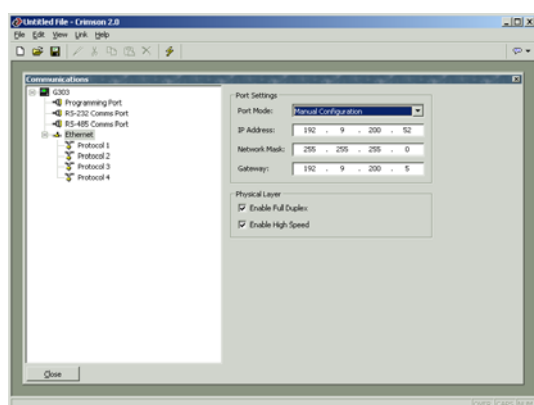 Untitled File - Crimson 2.0
File Edit View Link Help
Communications
G303
Programming Port
RS-232 Comms Port
RS-485 Comms Port
Ethernet
Protocol 1
Protocol 2
Protocol 3
Protocol 4
Port Settings
Port Mode: Manual Configuration
IP Address: 192 . 9 . 200 . 52
Network Mask: 255 . 255 . 255 . 0
Gateway: 192 . 9 . 200 . 5
Physical Layer
Enable Full Duplex
Enable High Speed
Close